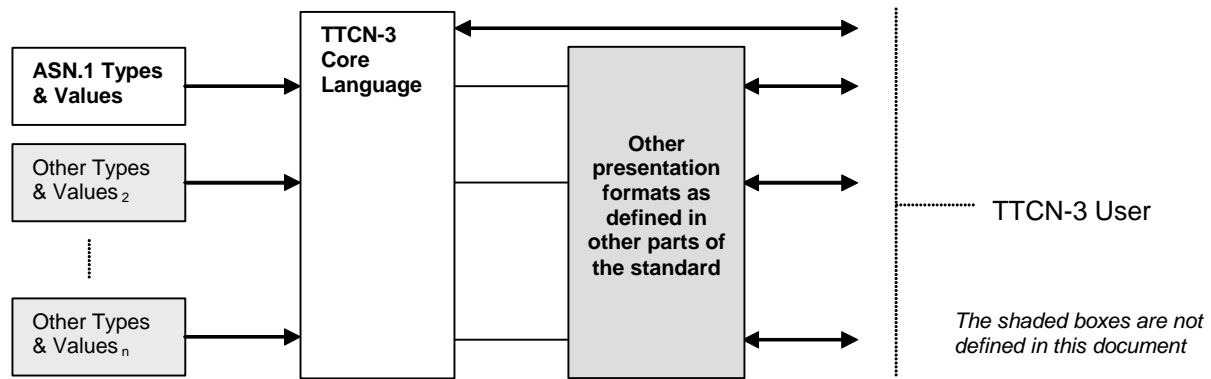 TTCN-3
Core
Language
ASN.1 Types
& Values
Other Types
& Values 2
Other Types
& Values n
Other
presentation
formats as
defined in
other parts of
the standard
TTCN-3 User
The shaded boxes are not
defined in this document